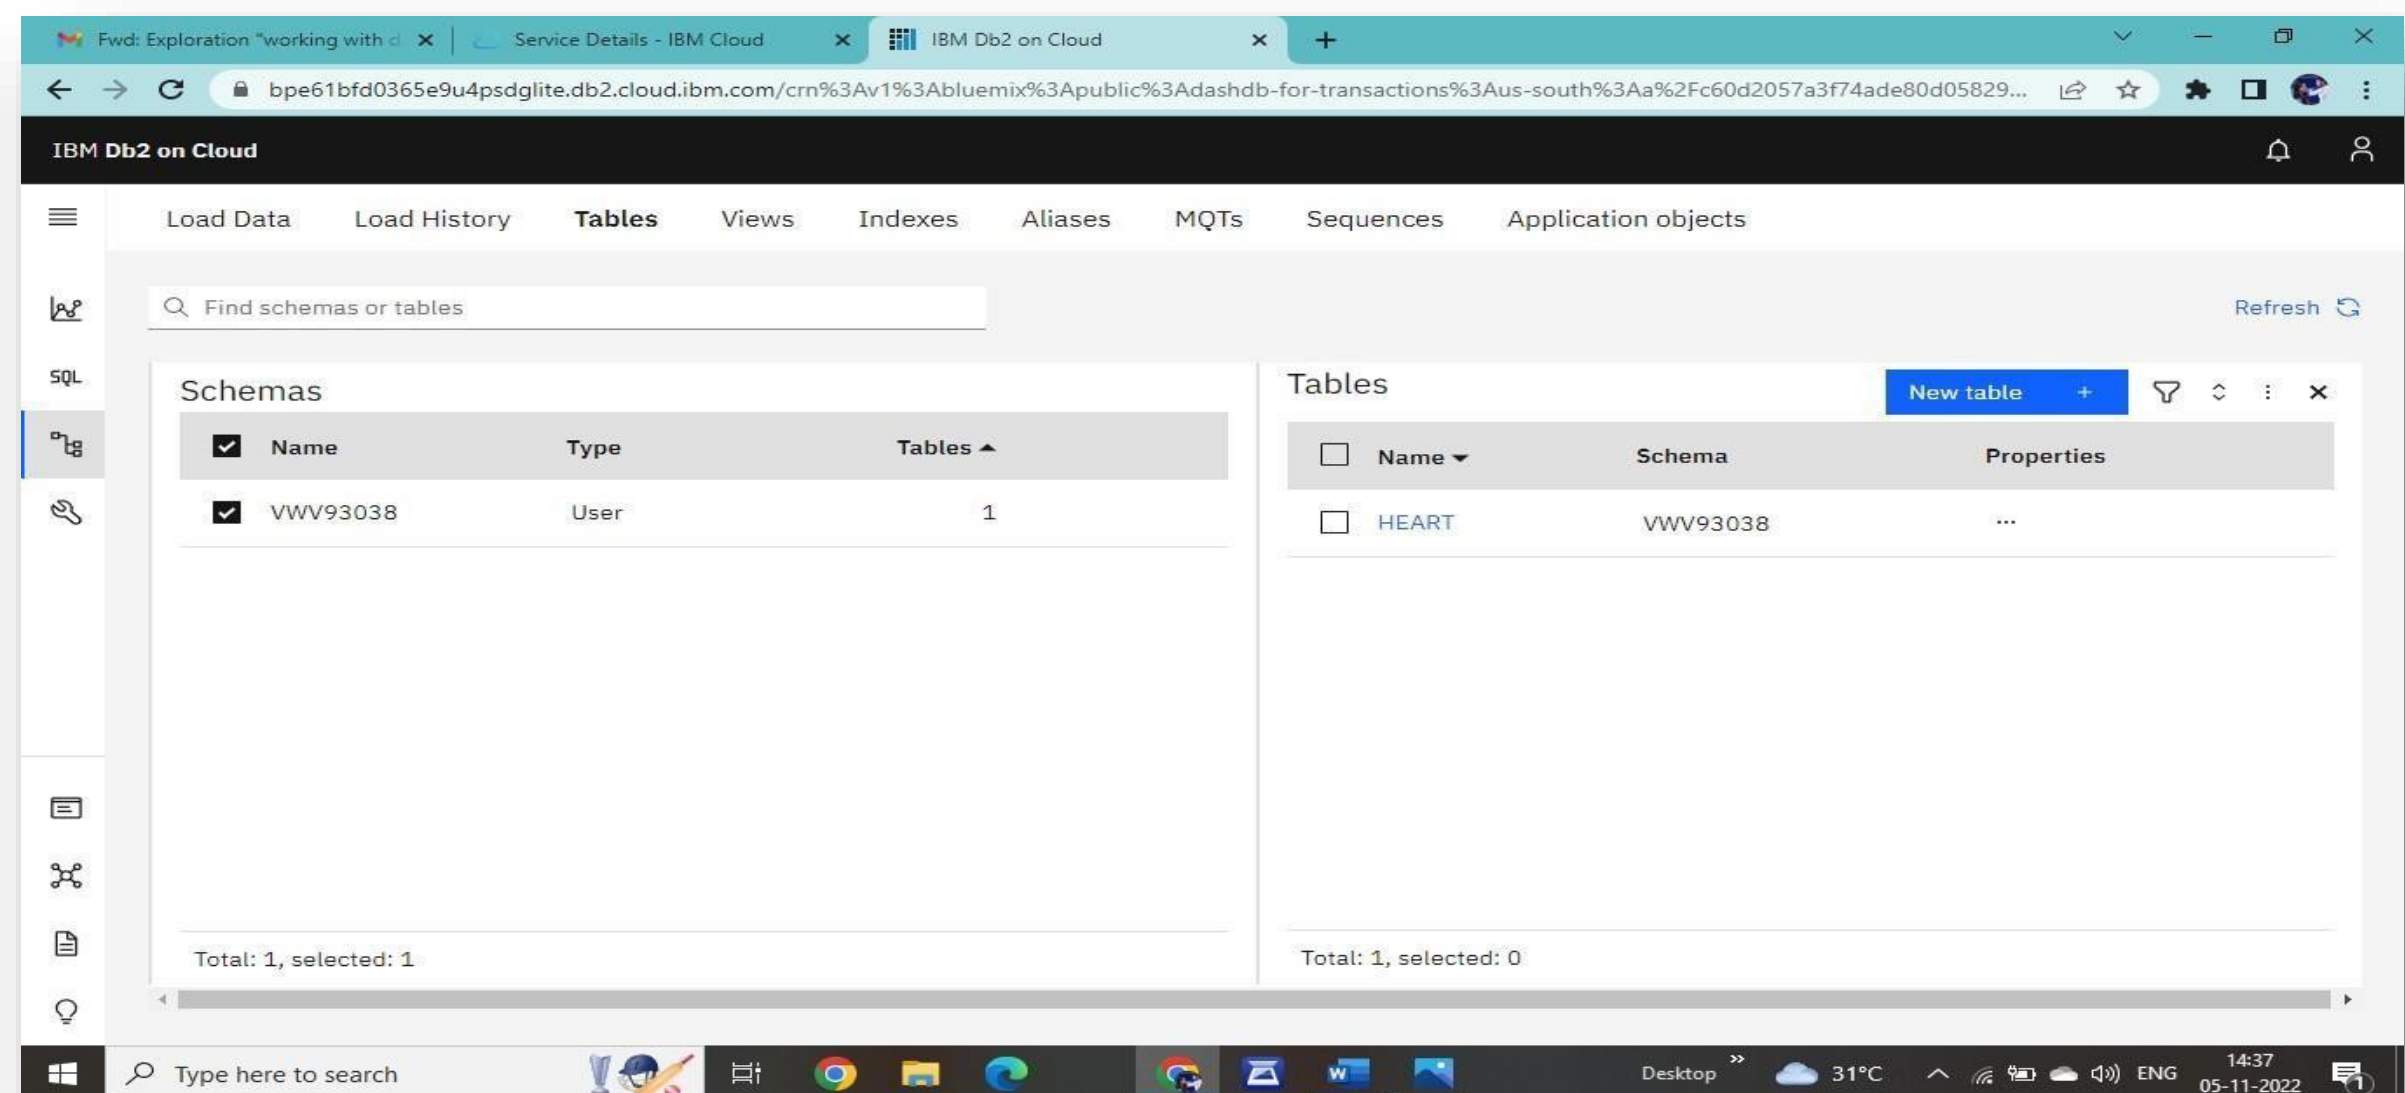 Fwd: Exploration "working with d
Service Details - IBM Cloud
IBM Db2 on Cloud
bpe61bfd0365e9u4psdglite.db2.cloud.ibm.com/crn%3Av1%3Abluemix%3Apublic%3Adashdb-for-transactions%3Aus-south%3Aa%2Fc60d2057a3f74ade80d05829...
IBM Db2 on Cloud
Load Data Load History Tables Views Indexes Aliases MQTs Sequences Application objects
Find schemas or tables
Refresh
SQL
Schemas
Name Type Tables
VWV93038 User 1
Total: 1, selected: 1
Tables
New table +
Name Schema Properties
HEART VWV93038 ...
Total: 1, selected: 0
Type here to search
W
Desktop
31°C
ENG
14:37
05-11-2022
1